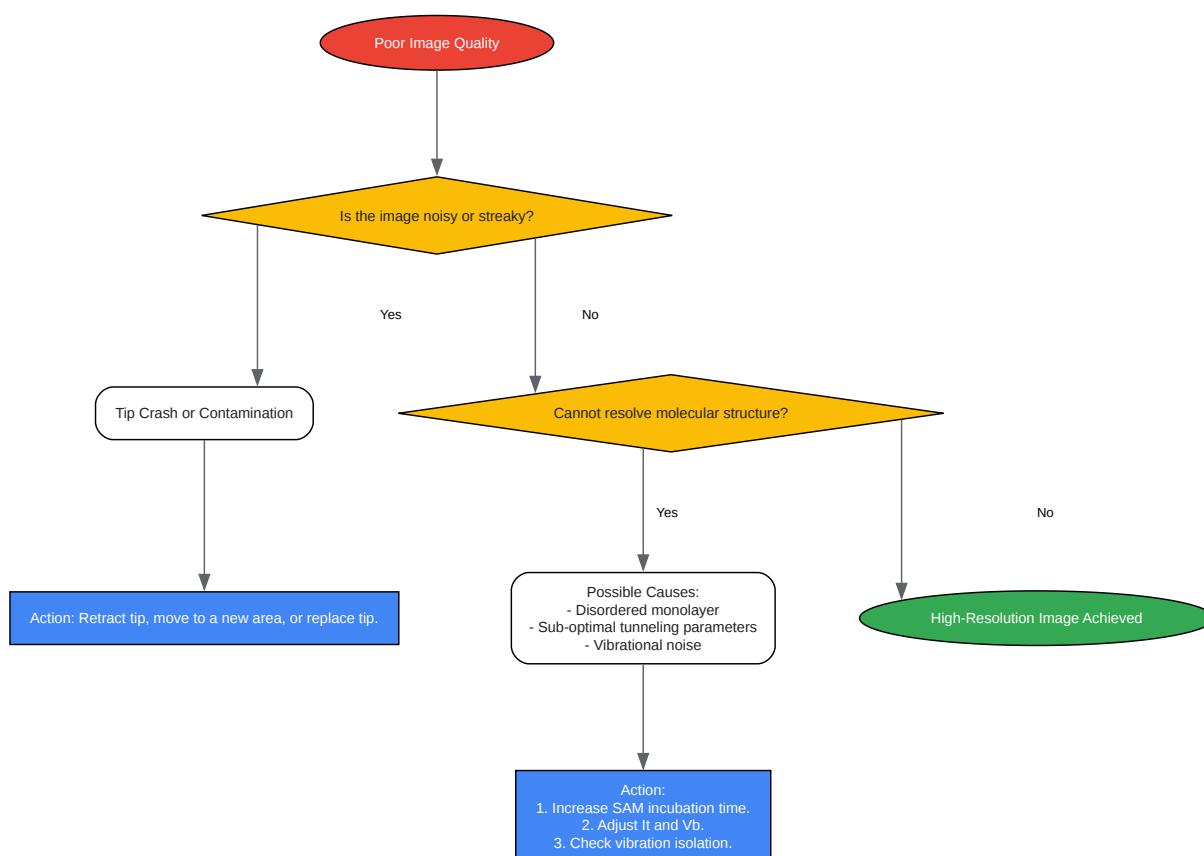 Poor Image Quality
Is the image noisy or streaky?
Yes
No
Tip Crash or Contamination
Cannot resolve molecular structure?
Yes
No
Action: Retract tip, move to a new area, or replace tip.
Possible Causes:
- Disordered monolayer
- Sub-optimal tunneling parameters
- Vibrational noise
High-Resolution Image Achieved
Action:
1. Increase SAM incubation time.
2. Adjust It and Vb.
3. Check vibration isolation.